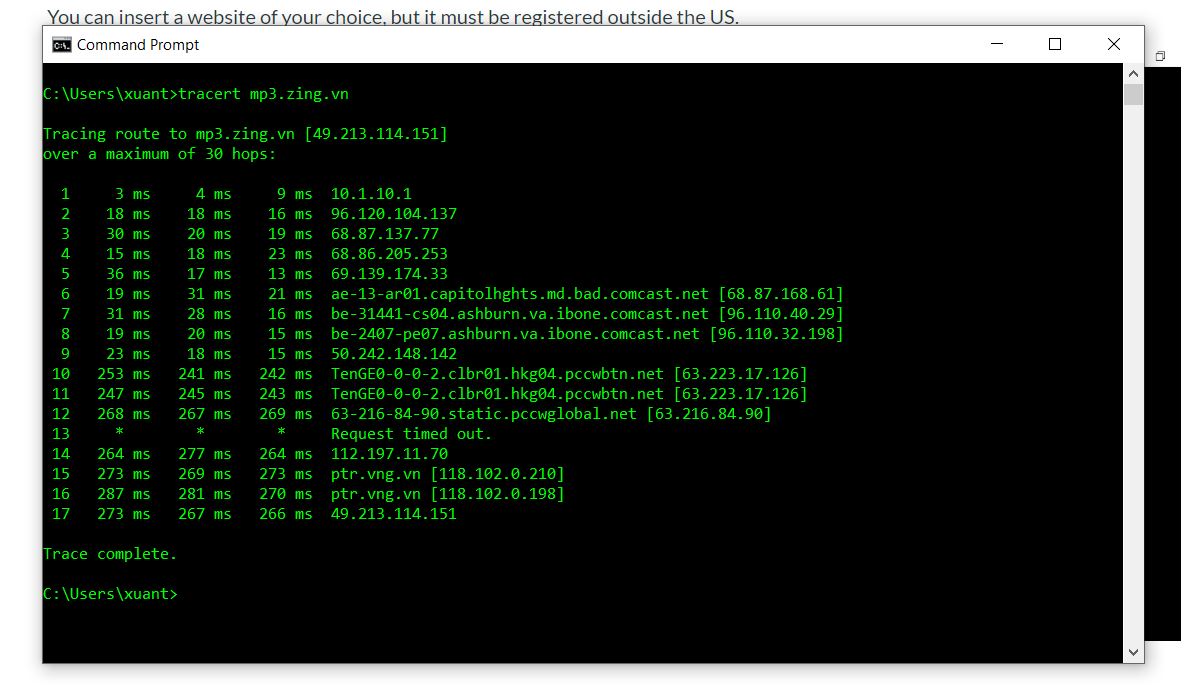 You can insert a website of your choice, but it must be registered outside the US.
Command Prompt
C:\Users\xuant>tracert mp3.zing.vn
Tracing route to mp3.zing.vn [49.213.114.151]
over a maximum of 30 hops:
1 3 ms 4 ms 9 ms 10.1.10.1
2 18 ms 18 ms 16 ms 96.120.104.137
3 30 ms 20 ms 19 ms 68.87.137.77
4 15 ms 18 ms 23 ms 68.86.205.253
5 36 ms 17 ms 13 ms 69.139.174.33
6 19 ms 31 ms 21 ms ae-13-ar01.capitolhghts.md.bad.comcast.net [68.87.168.61]
7 31 ms 28 ms 16 ms be-31441-cs04.ashburn.va.ibone.comcast.net [96.110.40.29]
8 19 ms 20 ms 15 ms be-2407-pe07.ashburn.va.ibone.comcast.net [96.110.32.198]
9 23 ms 18 ms 15 ms 50.242.148.142
10 253 ms 241 ms 242 ms TenGE0-0-0-2.clbr01.hkg04.pccwbtn.net [63.223.17.126]
11 247 ms 245 ms 243 ms TenGE0-0-0-2.clbr01.hkg04.pccwbtn.net [63.223.17.126]
12 268 ms 267 ms 269 ms 63-216-84-90.static.pccwglobal.net [63.216.84.90]
13 * * * Request timed out.
14 264 ms 277 ms 264 ms 112.197.11.70
15 273 ms 269 ms 273 ms ptr.vng.vn [118.102.0.210]
16 287 ms 281 ms 270 ms ptr.vng.vn [118.102.0.198]
17 273 ms 267 ms 266 ms 49.213.114.151
Trace complete.
C:\Users\xuant>